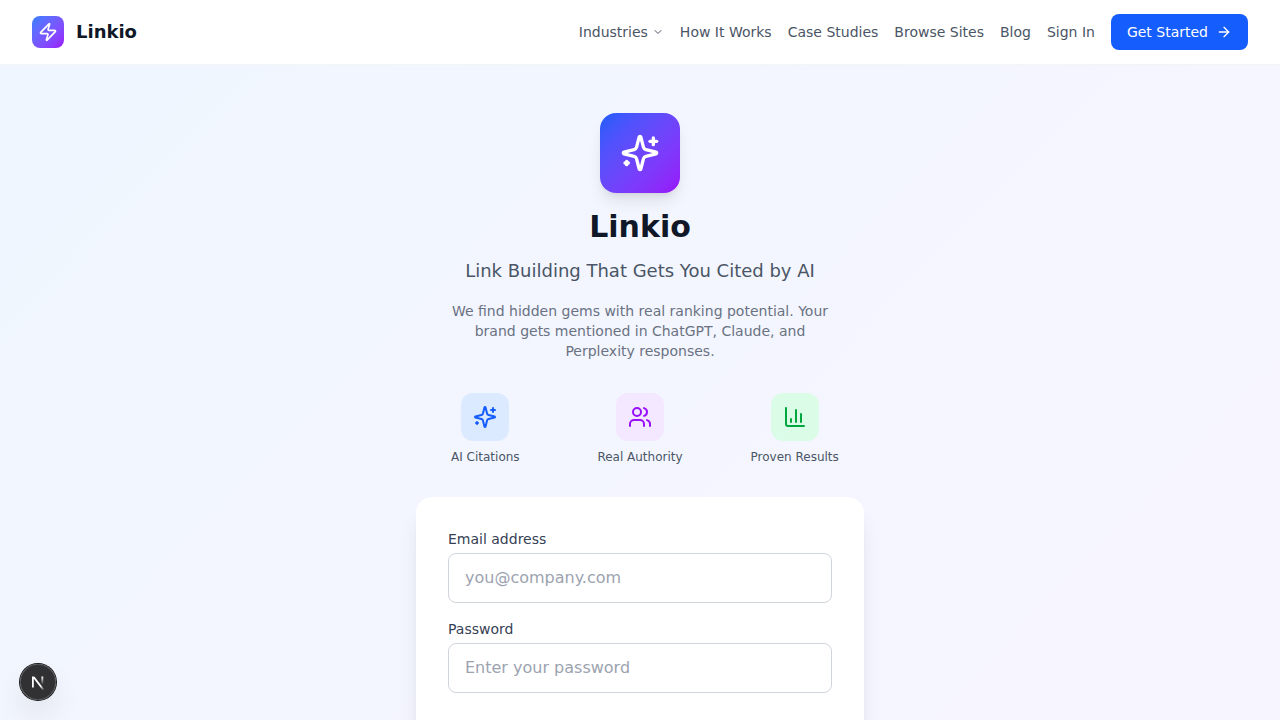 Linkio
Industries
How It Works
Case Studies
Browse Sites
Blog
Sign In
Get Started
Linkio
Link Building That Gets You Cited by AI
We find hidden gems with real ranking potential. Your
brand gets mentioned in ChatGPT, Claude, and
Perplexity responses.
AI Citations
Real Authority
Proven Results
Email address
you@company.com
Password
Enter your password
N